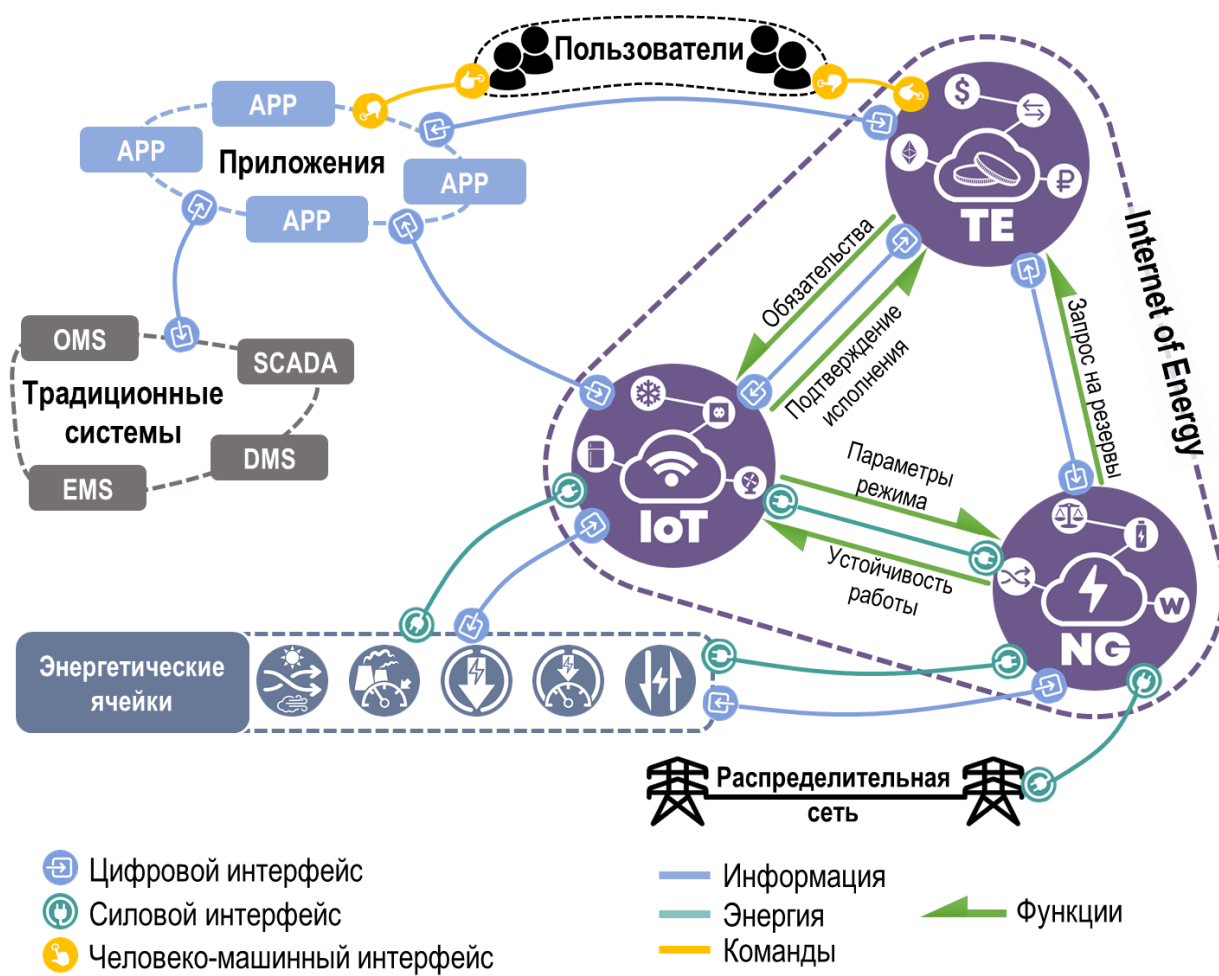 Пользователи
APP
APP
Приложения
APP
APP
$
₽
TE
Internet of Energy
Обязательства
Подтверждение
исполнения
Запрос на резервы
OMS
SCADA
Традиционные
системы
DMS
EMS
IoT
Параметры
режима
Устойчивость
работы
W
NG
Энергетические
ячейки
Распределительная
сеть
Цифровой интерфейс
Силовой интерфейс
Человеко-машинный интерфейс
Информация
Энергия
Команды
Функции